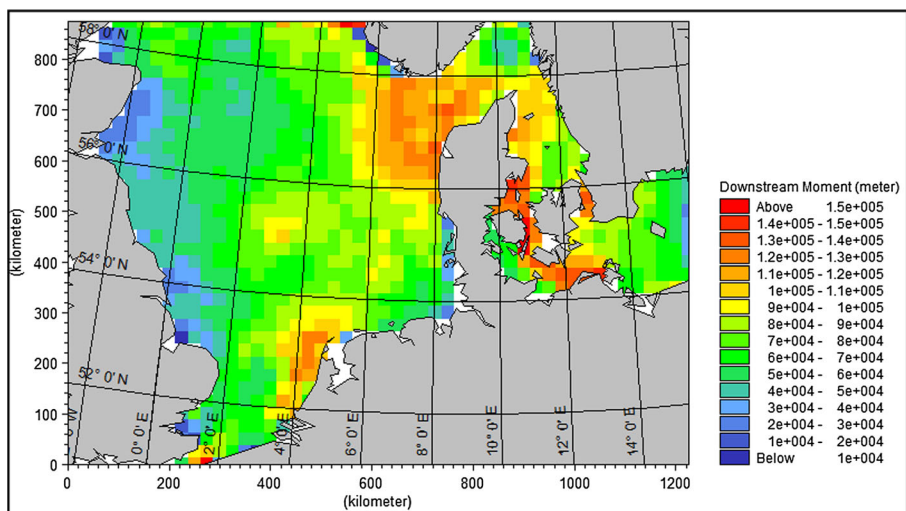 58° 0' N
56° 0' N
54° 0' N
52° 0' N
W
0° 0' E
2° 0' E
4° 0' E
6° 0' E
8° 0' E
10° 0' E
12° 0' E
14° 0' E
(kilometer)
800
700
600
500
400
300
200
100
0
0 200 400 600 800 1000 1200
(kilometer)
Downstream Moment (meter)
Above 1.5e+005
1.4e+005 - 1.5e+005
1.3e+005 - 1.4e+005
1.2e+005 - 1.3e+005
1.1e+005 - 1.2e+005
1e+005 - 1.1e+005
9e+004 - 1e+005
8e+004 - 9e+004
7e+004 - 8e+004
6e+004 - 7e+004
5e+004 - 6e+004
4e+004 - 5e+004
3e+004 - 4e+004
2e+004 - 3e+004
1e+004 - 2e+004
Below 1e+004